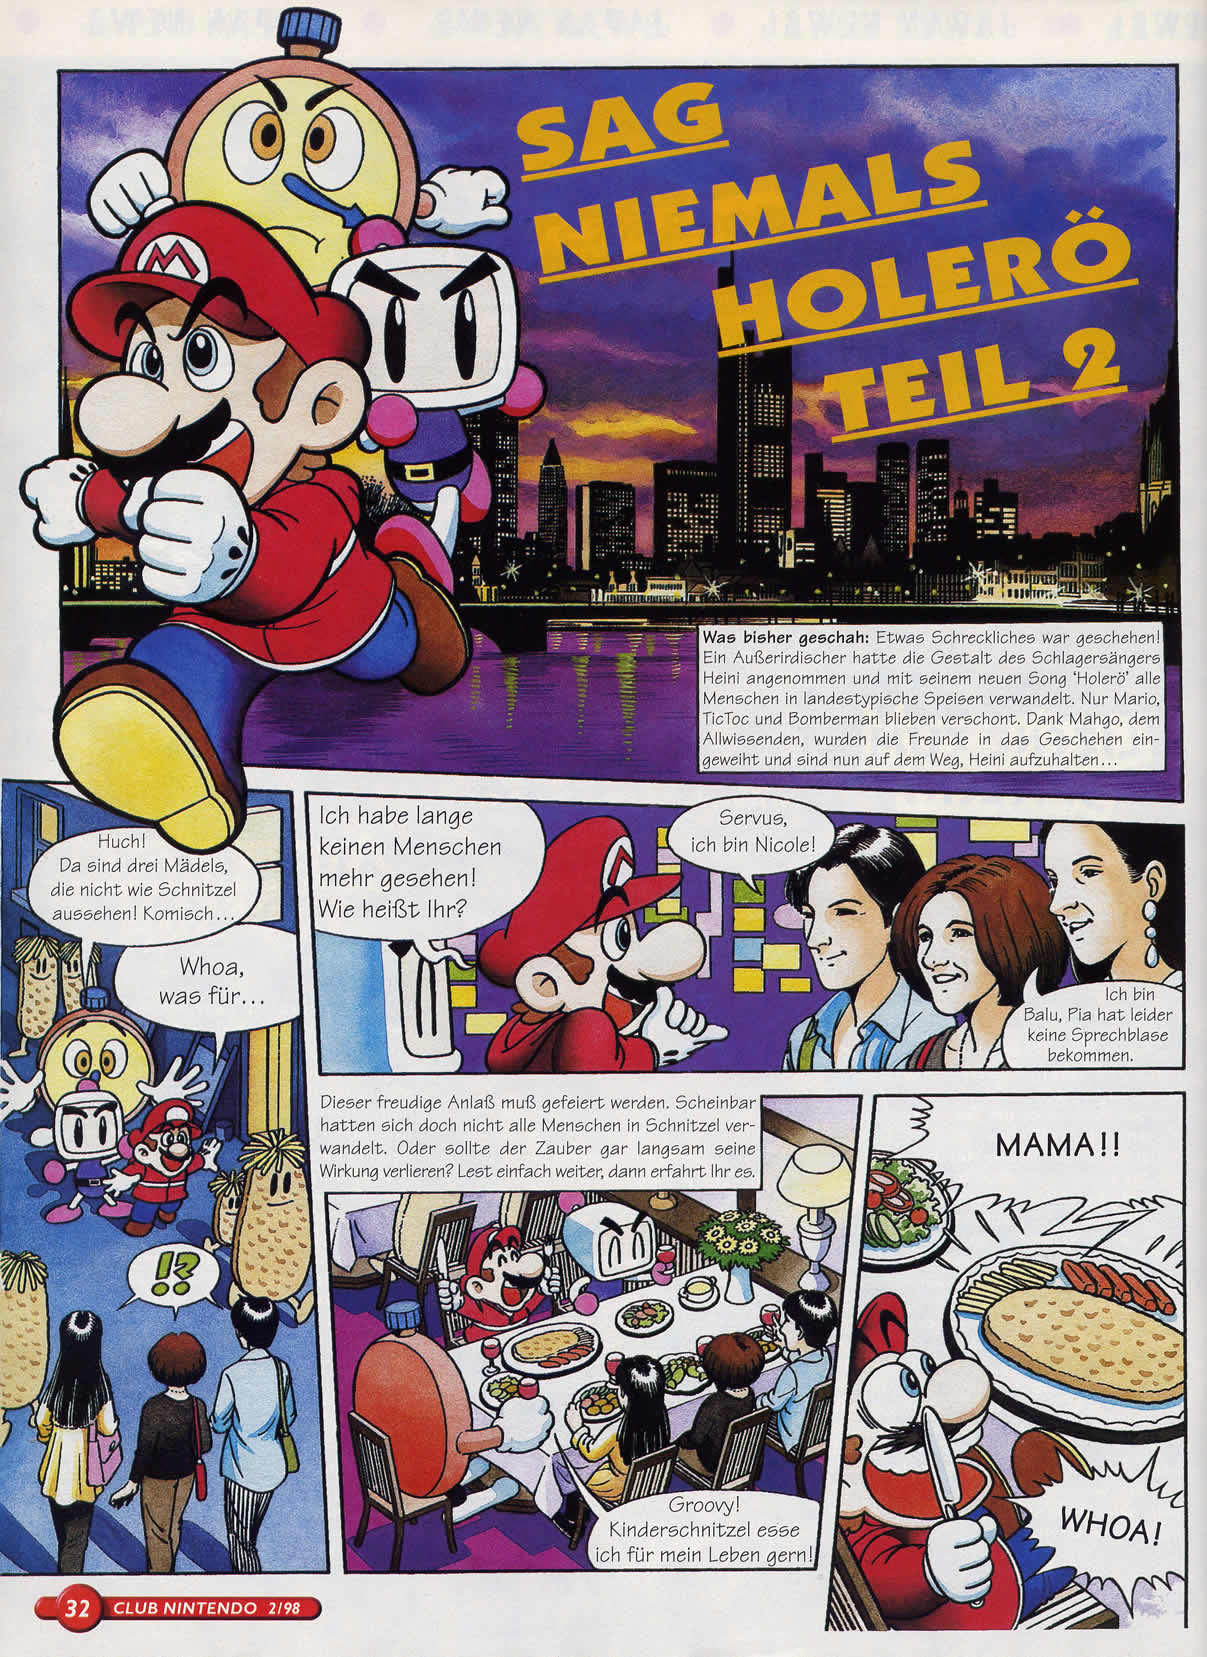 SAG
NIEMALS
HOLERÖ
TEIL 2
Was bisher geschah: Etwas Schreckliches war geschehen!
Ein Außerirdischer hatte die Gestalt des Schlagersängers
Heini angenommen und mit seinem neuen Song ‘Holerö’ alle
Menschen in landestypische Speisen verwandelt. Nur Mario,
TicToc und Bomberman blieben verschont. Dank Mahgo, dem
Allwissenden, wurden die Freunde in das Geschehen ein-
geweiht und sind nun auf dem Weg, Heini aufzuhalten...
Huch!
Da sind drei Mädels,
die nicht wie Schnitzel
aussehen! Komisch...
Whoa,
was für...
!?
Ich habe lange
keinen Menschen
mehr gesehen!
Wie heißt Ihr?
Servus,
ich bin Nicole!
Ich bin
Balu, Pia hat leider
keine Sprechblase
bekommen.
Dieser freudige Anlaß muß gefeiert werden. Scheinbar
hatten sich doch nicht alle Menschen in Schnitzel ver-
wandelt. Oder sollte der Zauber gar langsam seine
Wirkung verlieren? Lest einfach weiter, dann erfahrt Ihr es.
Groovy!
Kinderschnitzel esse
ich für mein Leben gern!
MAMA!!
WHOA!
32 CLUB NINTENDO 2/98